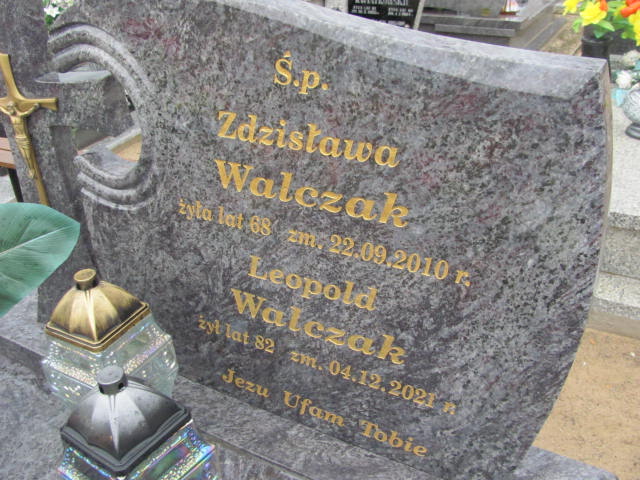 Ś.p.
Zdzisława
Walczak
żyła lat 68 zm. 22.09.2010 r.
Leopold
Walczak
żył lat 82 zm. 04.12.2021 r.
Jezu Ufam Tobie